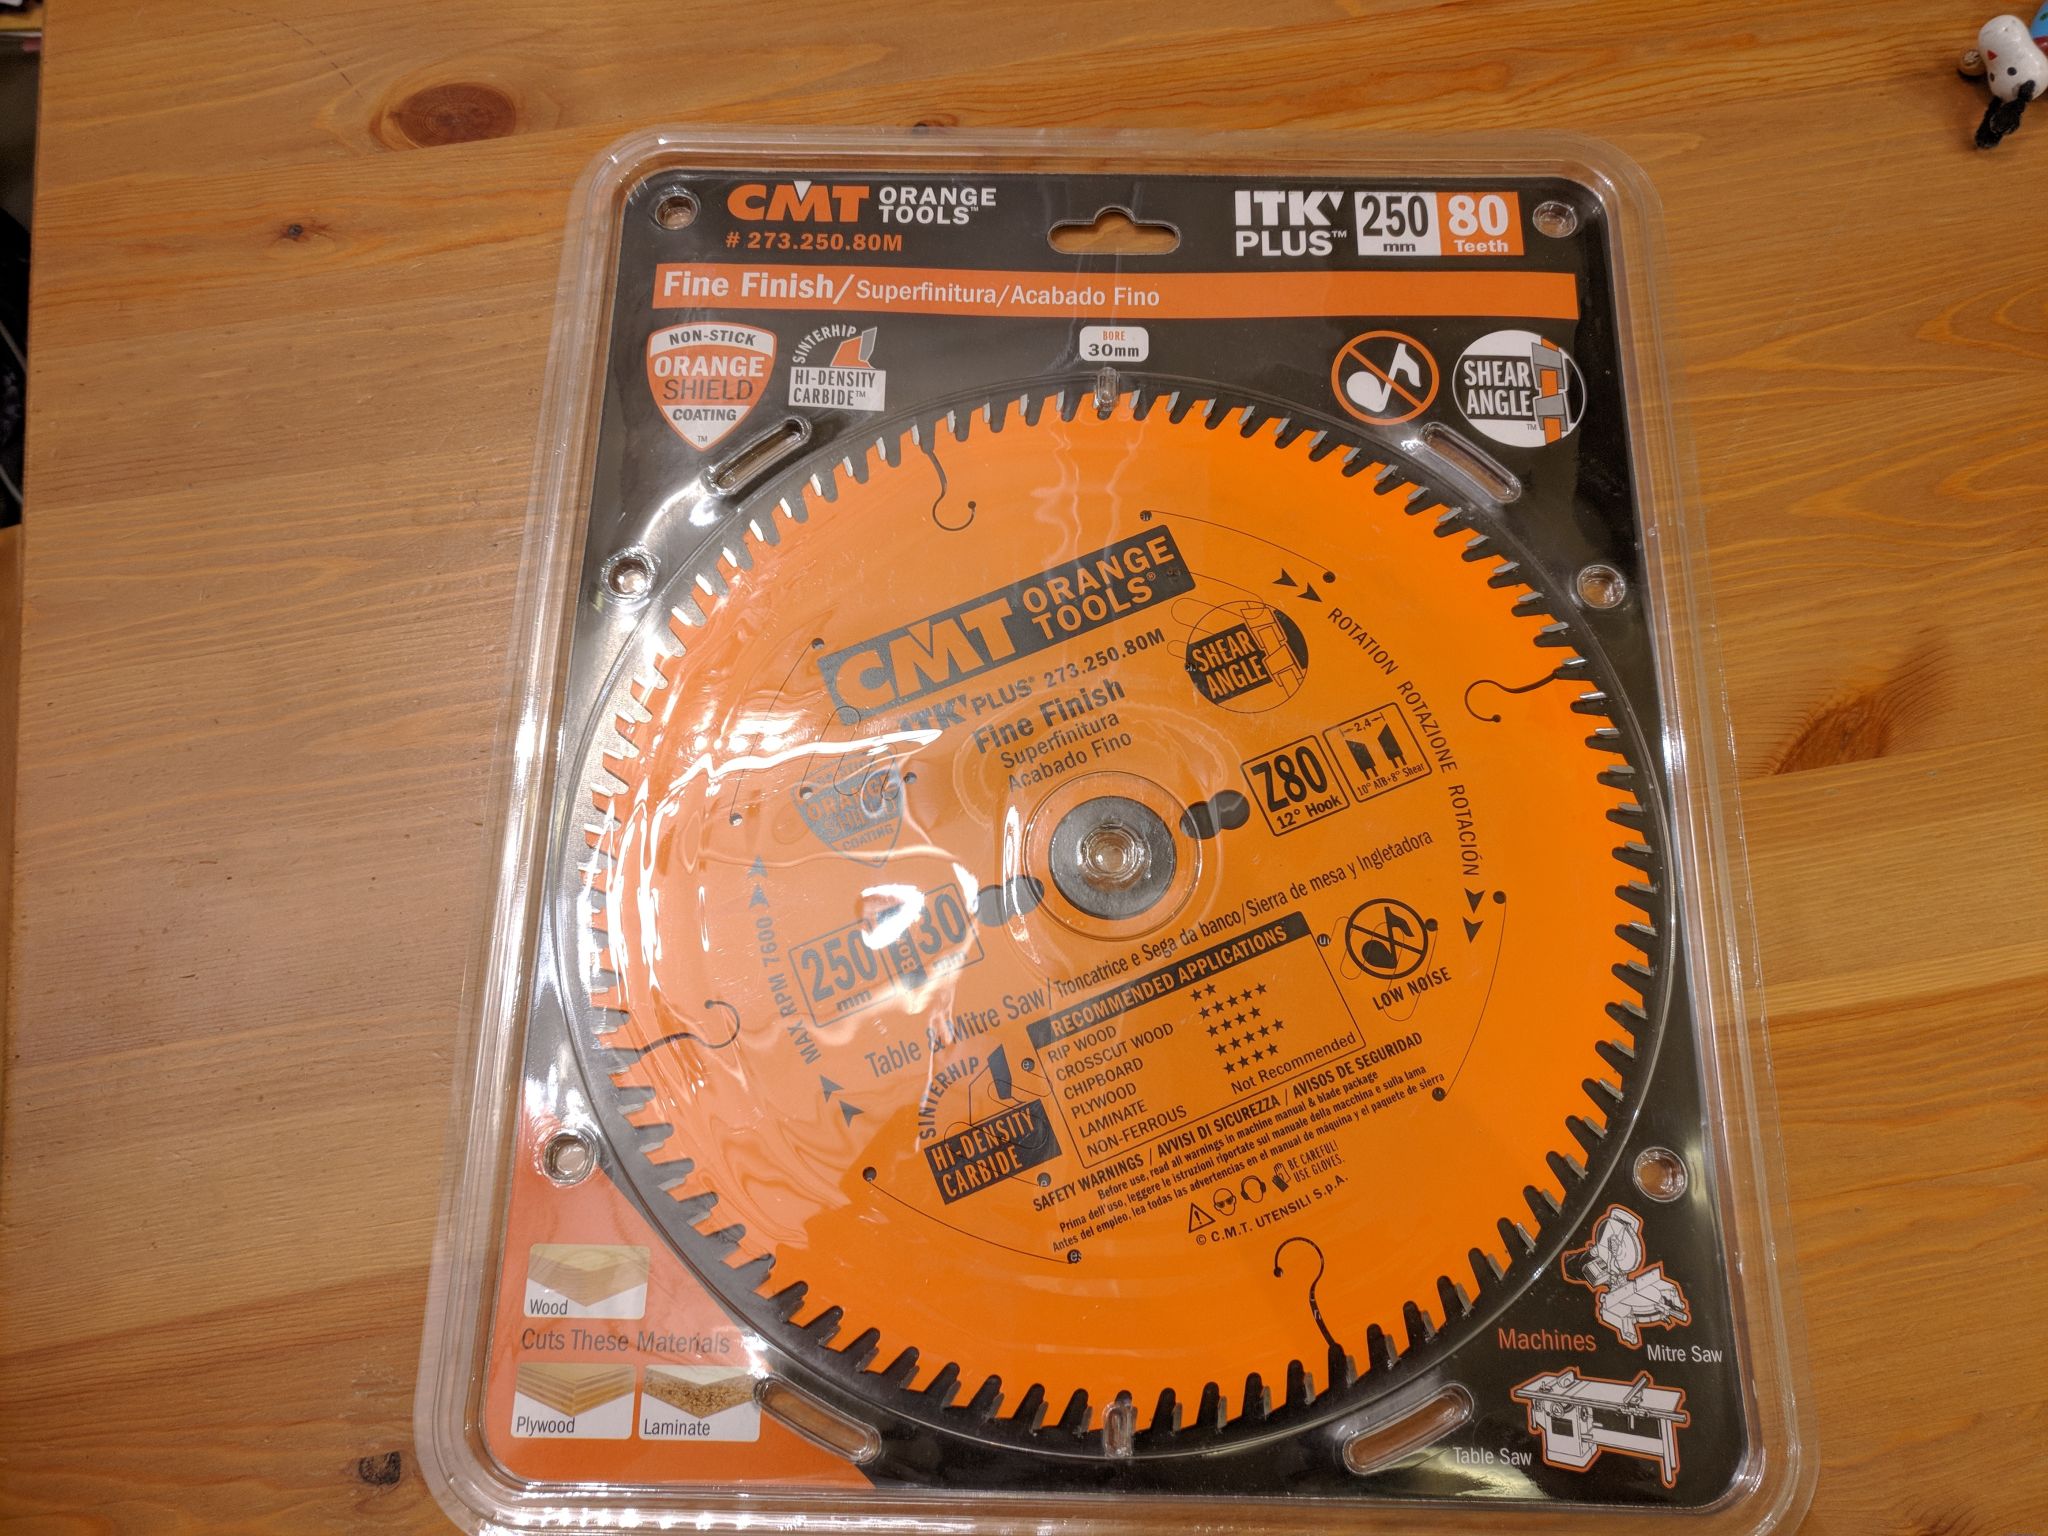 CMT ORANGE TOOLS™
# 273.250.80M
ITK PLUS™ 250 mm 80 Teeth
Fine Finish/Superfinitura/Acabado Fino
NON-STICK
ORANGE
SHIELD
COATING
™
SINTERHIP
HI-DENSITY
CARBIDE™
BORE
30mm
SHEAR
ANGLE
™
CMT ORANGE TOOLS®
ITK PLUS® 273.250.80M
Fine Finish
Superfinitura
Acabado Fino
SHEAR
ANGLE
ROTATION ROTAZIONE ROTACIÓN
ORANGE
COATING
Z80
12° Hook
2,4
10° ATB+8° Shear
MAX RPM 7600
250
mm
30
Table & Mitre Saw/Troncatrice e Sega da banco/Sierra de mesa y Ingletadora
RECOMMENDED APPLICATIONS
RIP WOOD ★★
CROSSCUT WOOD ★★★★★
CHIPBOARD ★★★★
PLYWOOD ★★★★★
LAMINATE ★★★★
NON-FERROUS Not Recommended
LOW NOISE
SINTERHIP
HI-DENSITY
CARBIDE
SAFETY WARNINGS / AVVISI DI SICUREZZA / AVISOS DE SEGURIDAD
Before use, read all warnings in machine manual & blade package
Prima dell'uso, leggere le istruzioni riportate sul manuale della macchina e sulla lama
Antes del empleo, lea todas las advertencias en el manual de máquina y el paquete de sierra
BE CAREFUL!
USE GLOVES.
© C.M.T. UTENSILI S.p.A.
Wood
Cuts These Materials
Plywood
Laminate
Machines
Mitre Saw
Table Saw